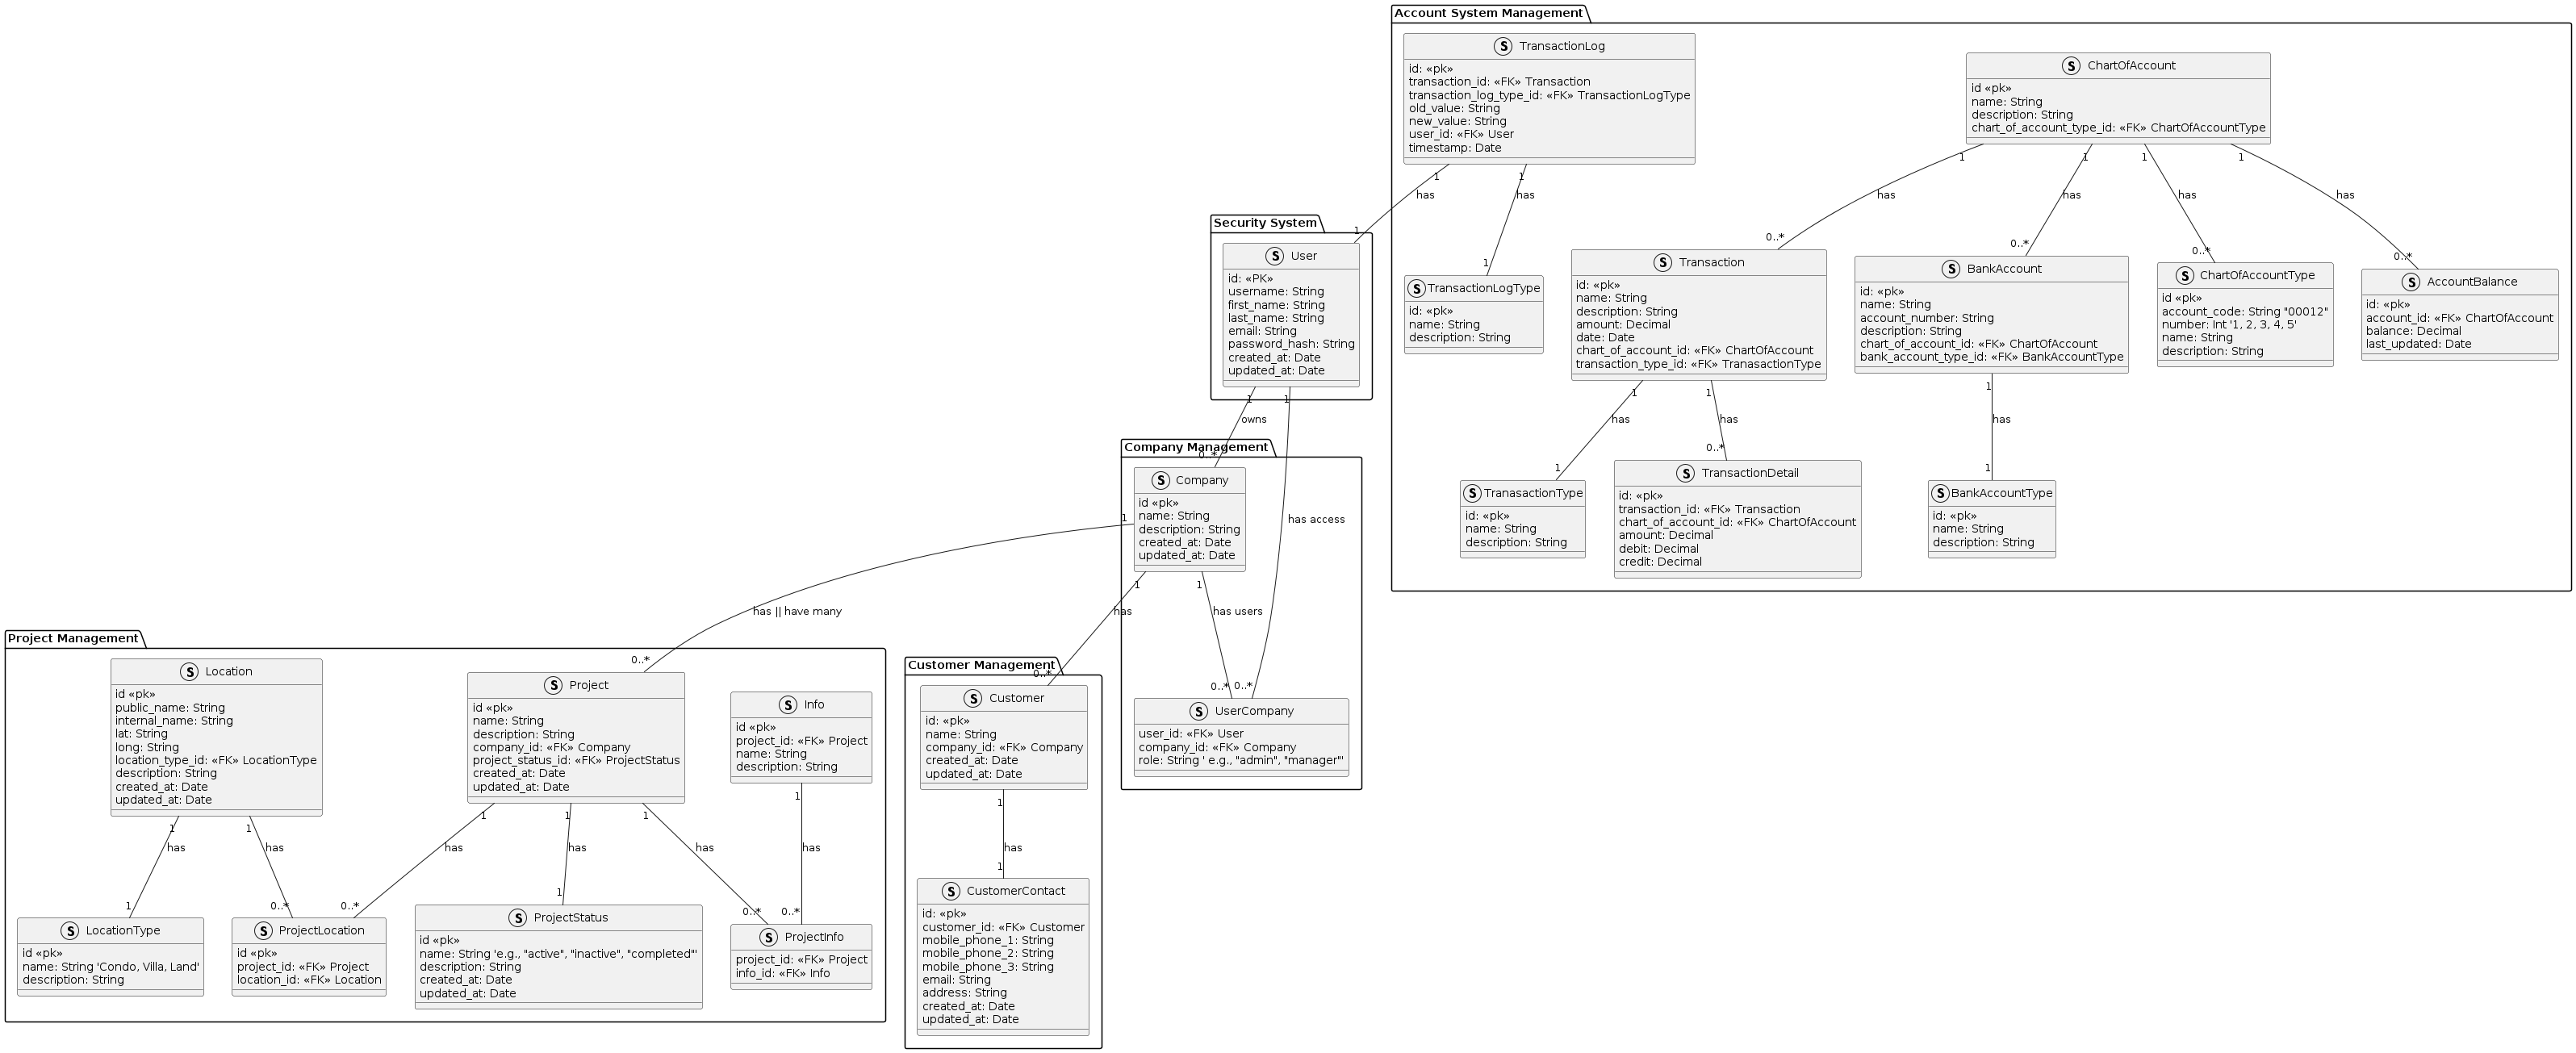 Account System Management
S TransactionLog
id: «pk»
transaction_id: «FK» Transaction
transaction_log_type_id: «FK» TransactionLogType
old_value: String
new_value: String
user_id: «FK» User
timestamp: Date
S ChartOfAccount
id «pk»
name: String
description: String
chart_of_account_type_id: «FK» ChartOfAccountType
1
1
1
1
1
1
has
has
has
has
has
has
Security System
1
0..*
0..*
0..*
0..*
1
S User
id: «PK»
username: String
first_name: String
last_name: String
email: String
password_hash: String
created_at: Date
updated_at: Date
S TransactionLogType
id: «pk»
name: String
description: String
S Transaction
id: «pk»
name: String
description: String
amount: Decimal
date: Date
chart_of_account_id: «FK» ChartOfAccount
transaction_type_id: «FK» TranasactionType
S BankAccount
id: «pk»
name: String
account_number: String
description: String
chart_of_account_id: «FK» ChartOfAccount
bank_account_type_id: «FK» BankAccountType
S ChartOfAccountType
id «pk»
account_code: String "00012"
number: Int '1, 2, 3, 4, 5'
name: String
description: String
S AccountBalance
id: «pk»
account_id: «FK» ChartOfAccount
balance: Decimal
last_updated: Date
1
1
1
1
1
owns
has
has
has
Company Management
0..*
1
0..*
1
S Company
id «pk»
name: String
description: String
created_at: Date
updated_at: Date
has access
S TranasactionType
id: «pk»
name: String
description: String
S TransactionDetail
id: «pk»
transaction_id: «FK» Transaction
chart_of_account_id: «FK» ChartOfAccount
amount: Decimal
debit: Decimal
credit: Decimal
S BankAccountType
id: «pk»
name: String
description: String
1
1
1
has || have many
has
has users
Project Management
0..*
Customer Management
0..*
0..*
0..*
S Location
id «pk»
public_name: String
internal_name: String
lat: String
long: String
location_type_id: «FK» LocationType
description: String
created_at: Date
updated_at: Date
S Project
id «pk»
name: String
description: String
company_id: «FK» Company
project_status_id: «FK» ProjectStatus
created_at: Date
updated_at: Date
S Info
id «pk»
project_id: «FK» Project
name: String
description: String
S Customer
id: «pk»
name: String
company_id: «FK» Company
created_at: Date
updated_at: Date
S UserCompany
user_id: «FK» User
company_id: «FK» Company
role: String ' e.g., "admin", "manager"'
1
1
1
1
1
1
1
has
has
has
has
has
has
has
1
0..*
0..*
1
0..*
0..*
1
S LocationType
id «pk»
name: String 'Condo, Villa, Land'
description: String
S ProjectLocation
id «pk»
project_id: «FK» Project
location_id: «FK» Location
S ProjectStatus
id «pk»
name: String 'e.g., "active", "inactive", "completed"'
description: String
created_at: Date
updated_at: Date
S ProjectInfo
project_id: «FK» Project
info_id: «FK» Info
S CustomerContact
id: «pk»
customer_id: «FK» Customer
mobile_phone_1: String
mobile_phone_2: String
mobile_phone_3: String
email: String
address: String
created_at: Date
updated_at: Date